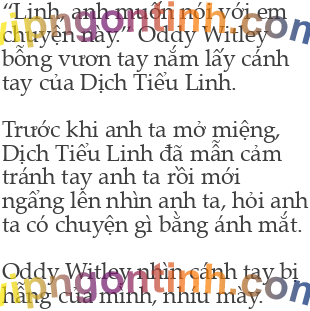 “Linh, anh muốn nói với em
chuyện này.” Oddy Witley
bỗng vươn tay nắm lấy cánh
tay của Dịch Tiểu Linh.
Trước khi anh ta mở miệng,
Dịch Tiểu Linh đã mẫn cảm
tránh tay anh ta rồi mới
ngẩng lên nhìn anh ta, hỏi anh
ta có chuyện gì bằng ánh mắt.
Oddy Witley nhìn cánh tay bị
hẫng của mình, nhíu mày.
vipngontinh.com
vipngontinh.com